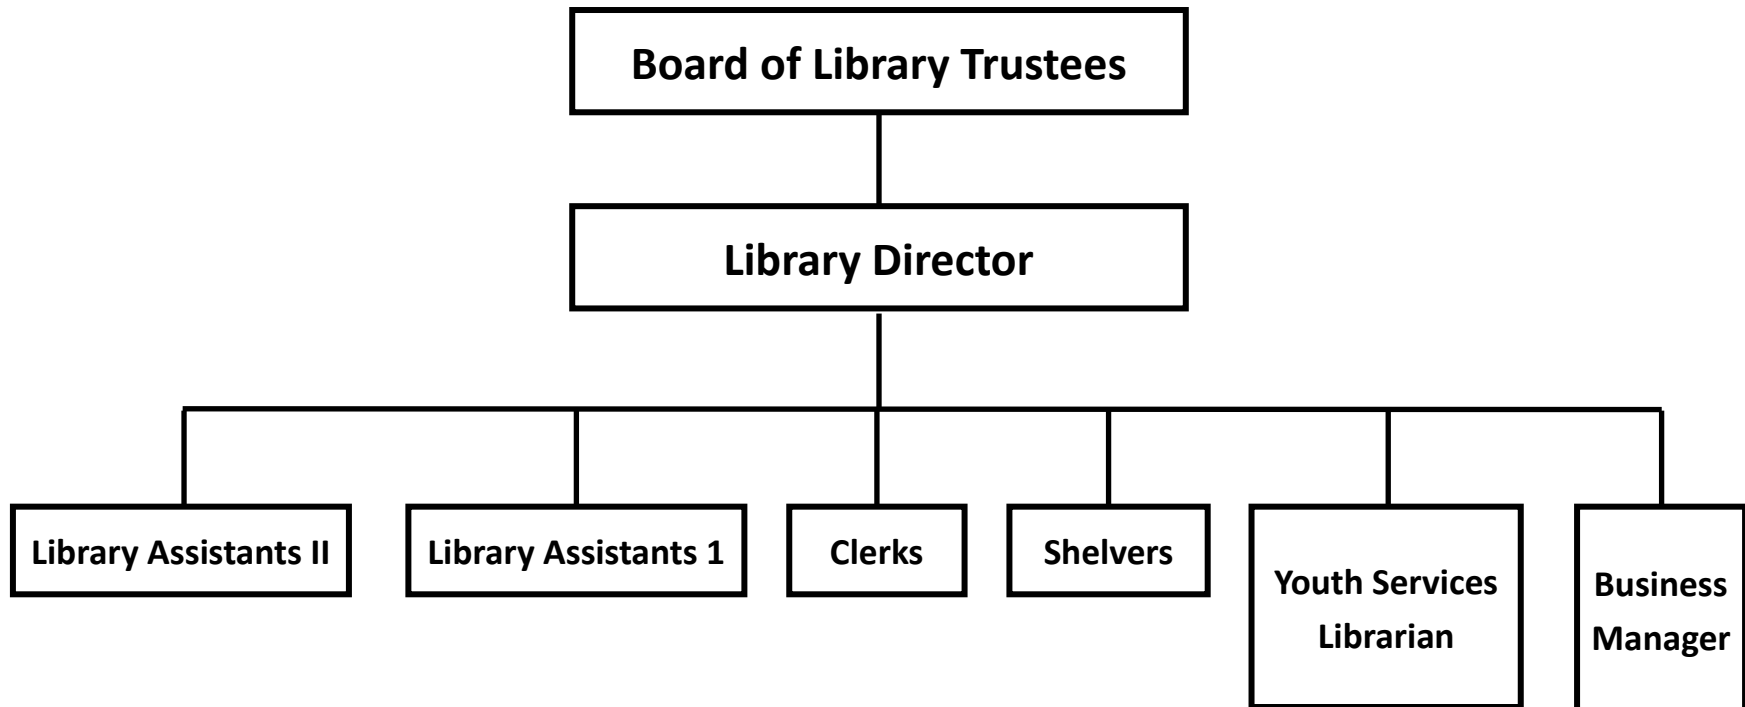 Board of Library Trustees
Library Director
Library Assistants II
Library Assistants 1
Clerks
Shelvers
Youth Services
Librarian
Business
Manager